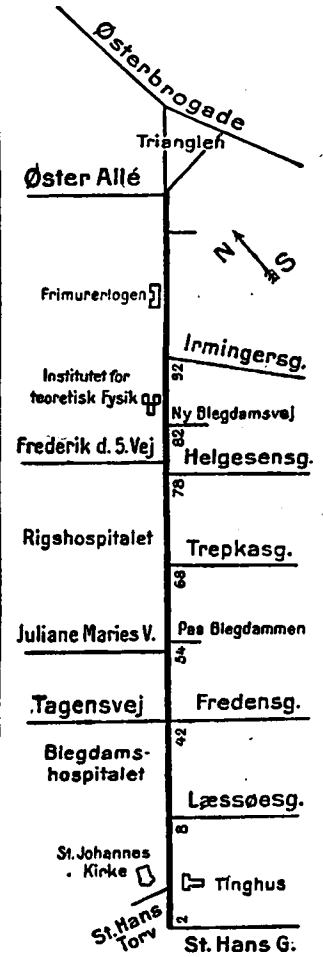 Østerbrogade
Trianglen
Øster Allé
N S
Frimurerlogen
Irmingersg.
92
Institutet for
teoretisk Fysik
Ny Blegdamsvej
82
Frederik d. 5. Vej
Helgesensg.
78
Rigshospitalet
Trepkasg.
68
Juliane Maries V.
Paa Blegdammen
54
Tagensvej
Fredensg.
42
Blegdams-
hospitalet
Læssøesg.
8
St. Johannes
Kirke
Tinghus
St. Hans
Torv
2
St. Hans G.